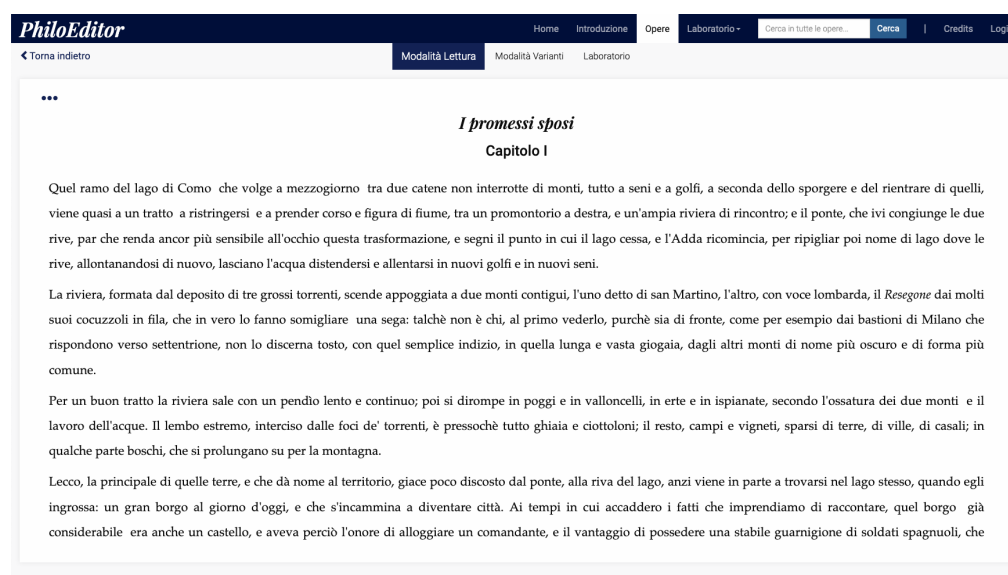 PhiloEditor
Home Introduzione Opere Laboratorio Cerca in tutte le opere... Cerca | Credits Logi
Torna indietro
Modalità Lettura Modalità Varianti Laboratorio
•••
I promessi sposi
Capitolo I
Quel ramo del lago di Como che volge a mezzogiorno tra due catene non interrotte di monti, tutto a seni e a golfi, a seconda dello sporgere e del rientrare di quelli,
viene quasi a un tratto a ristringersi e a prender corso e figura di fiume, tra un promontorio a destra, e un'ampia riviera di rincontro; e il ponte, che ivi congiunge le due
rive, par che renda ancor più sensibile all'occhio questa trasformazione, e segni il punto in cui il lago cessa, e l'Adda ricomincia, per ripigliar poi nome di lago dove le
rive, allontanandosi di nuovo, lasciano l'acqua distendersi e allentarsi in nuovi golfi e in nuovi seni.
La riviera, formata dal deposito di tre grossi torrenti, scende appoggiata a due monti contigui, l'uno detto di san Martino, l'altro, con voce lombarda, il Resegone dai molti
suoi cocuzzoli in fila, che in vero lo fanno somigliare una sega: talchè non è chi, al primo vederlo, purchè sia di fronte, come per esempio dai bastioni di Milano che
rispondono verso settentrione, non lo discerna tosto, con quel semplice indizio, in quella lunga e vasta giogaia, dagli altri monti di nome più oscuro e di forma più
comune.
Per un buon tratto la riviera sale con un pendìo lento e continuo; poi si dirompe in poggi e in valloncelli, in erte e in ispianate, secondo l'ossatura dei due monti e il
lavoro dell'acque. Il lembo estremo, interciso dalle foci de' torrenti, è pressochè tutto ghiaia e ciottoloni; il resto, campi e vigneti, sparsi di terre, di ville, di casali; in
qualche parte boschi, che si prolungano su per la montagna.
Lecco, la principale di quelle terre, e che dà nome al territorio, giace poco discosto dal ponte, alla riva del lago, anzi viene in parte a trovarsi nel lago stesso, quando egli
ingrossa: un gran borgo al giorno d'oggi, e che s'incammina a diventare città. Ai tempi in cui accaddero i fatti che imprendiamo di raccontare, quel borgo già
considerabile era anche un castello, e aveva perciò l'onore di alloggiare un comandante, e il vantaggio di possedere una stabile guarnigione di soldati spagnuoli, che